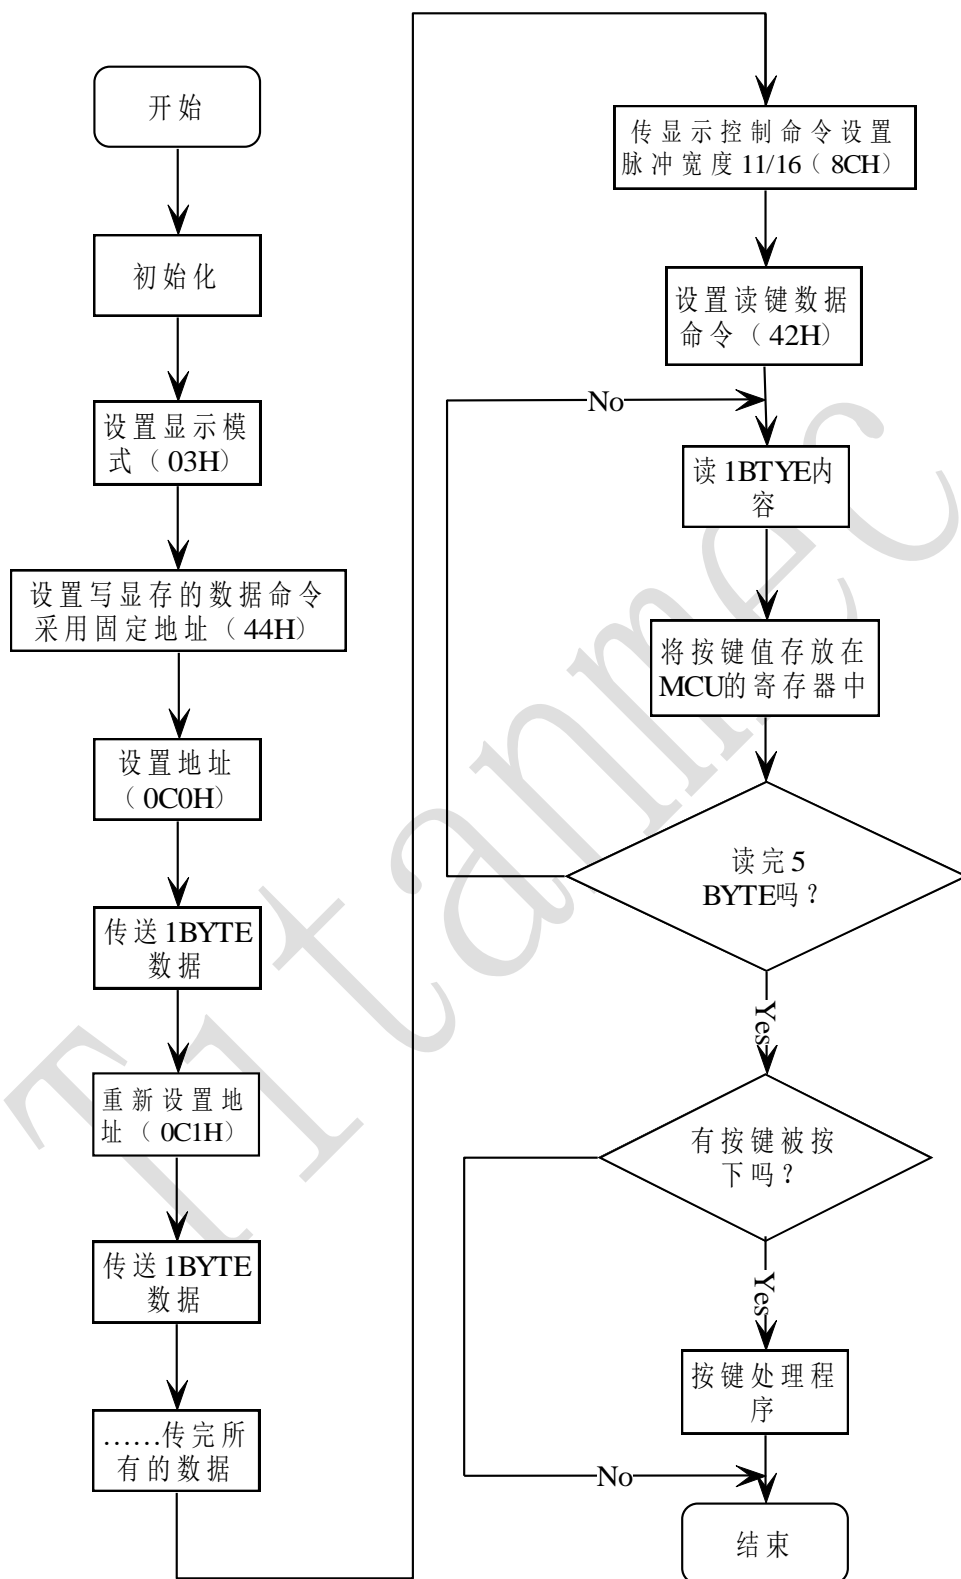 开始
初始化
设置显示模
式（03H）
设置写显存的数据命令
采用固定地址（44H）
设置地址
（0C0H）
传送1BYTE
数据
重新设置地
址（0C1H）
传送1BYTE
数据
……传完所
有的数据
传显示控制命令设置
脉冲宽度11/16（8CH）
设置读键数据
命令（42H）
No
读1BTYE内
容
将按键值存放在
MCU的寄存器中
读完5
BYTE吗？
Yes
有按键被按
下吗？
Yes
按键处理程
序
No
结束
Titanmec